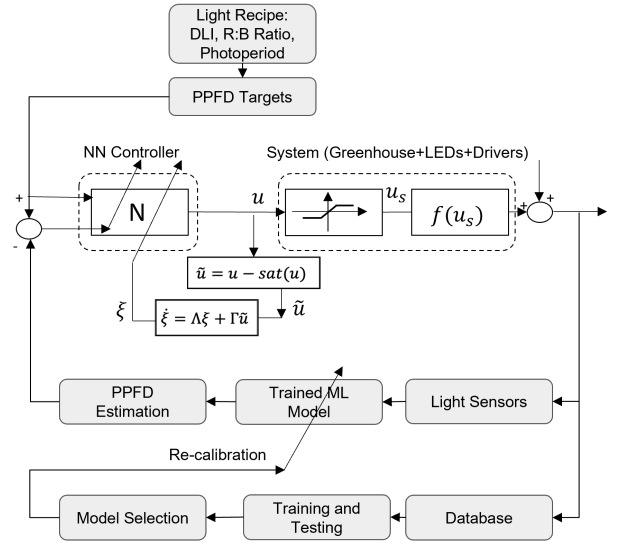 Light Recipe:
DLI, R:B Ratio,
Photoperiod
PPFD Targets
NN Controller
System (Greenhouse+LEDs+Drivers)
+
N
u
u_s
f(u_s)
+
+
-
ũ = u − sat(u)
ξ
ξ̇ = Λξ + Γũ
ũ
PPFD
Estimation
Trained ML
Model
Light Sensors
Re-calibration
Model Selection
Training and
Testing
Database